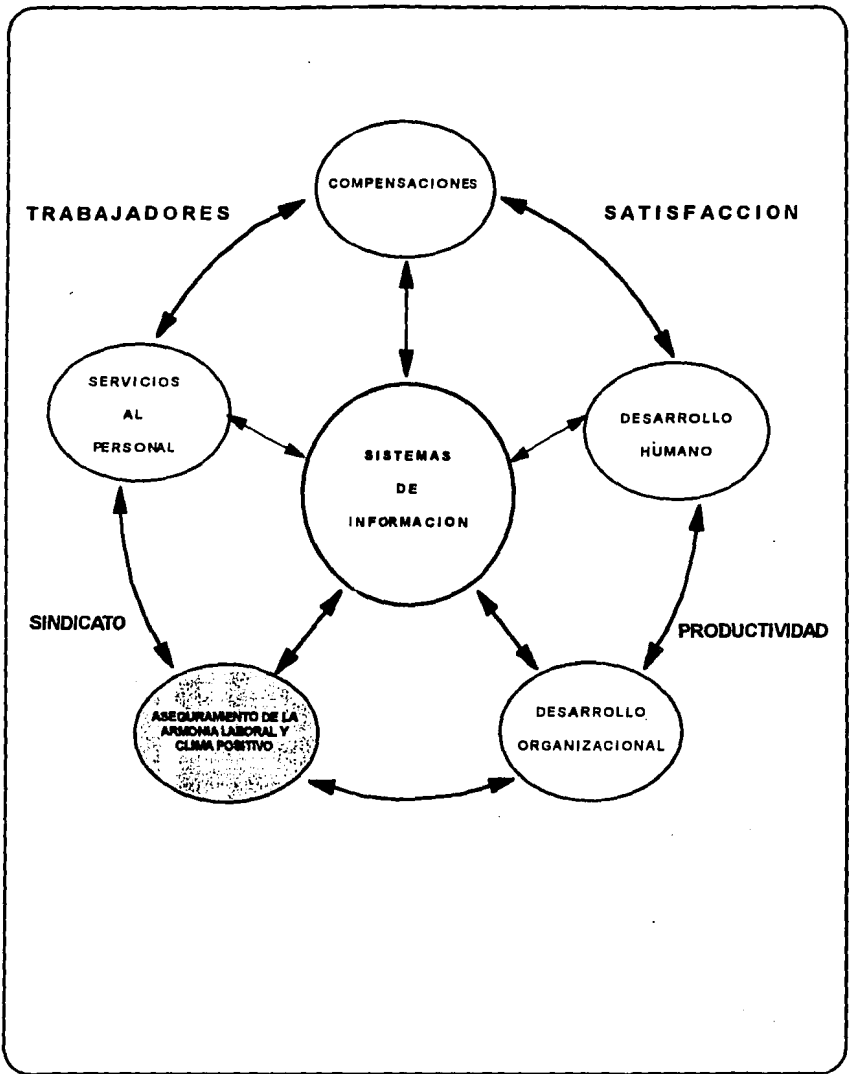 COMPENSACIONES
TRABAJADORES
SATISFACCION
SERVICIOS
AL
PERSONAL
DESARROLLO
HUMANO
SISTEMAS
DE
INFORMACION
SINDICATO
PRODUCTIVIDAD
ASEGURAMIENTO DE LA
ARMONIA LABORAL Y
CLIMA POSITIVO
DESARROLLO
ORGANIZACIONAL